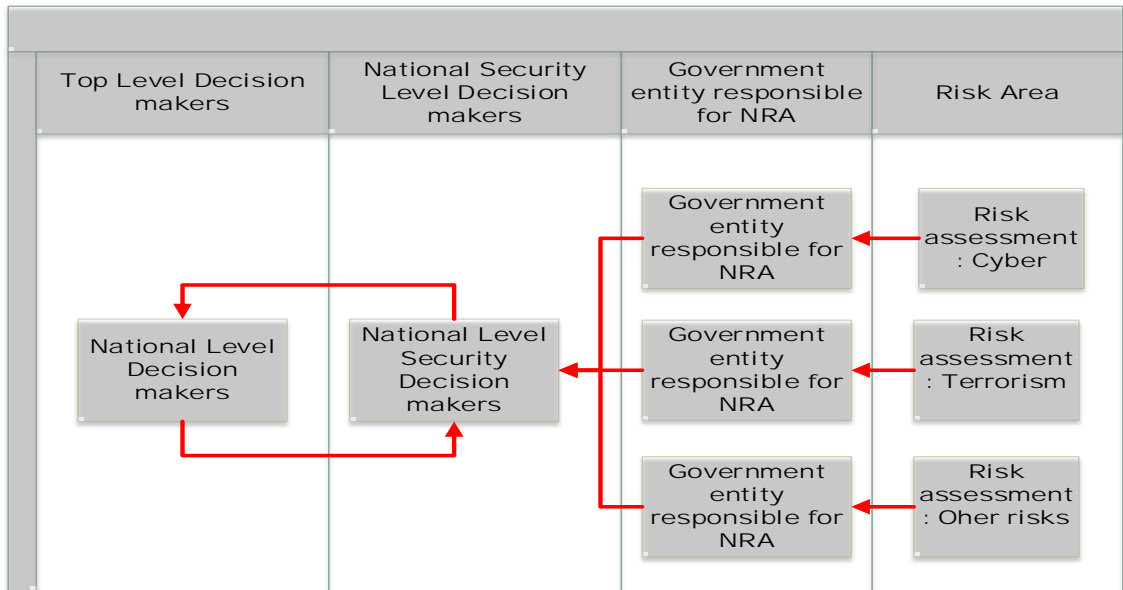 Top Level Decision
makers
National Security
Level Decision
makers
Government
entity responsible
for NRA
Risk Area
Government
entity
responsible for
NRA
Risk
assessment
: Cyber
National Level
Decision
makers
National Level
Security
Decision
makers
Government
entity
responsible for
NRA
Risk
assessment
: Terrorism
Government
entity
responsible for
NRA
Risk
assessment
: Oher risks